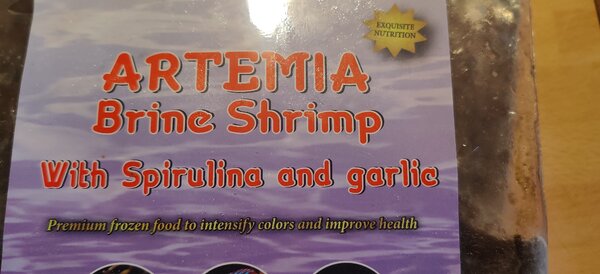 EXQUISITE
NUTRITION
ARTEMIA
Brine Shrimp
With Spirulina and garlic
Premium frozen food to intensify colors and improve health